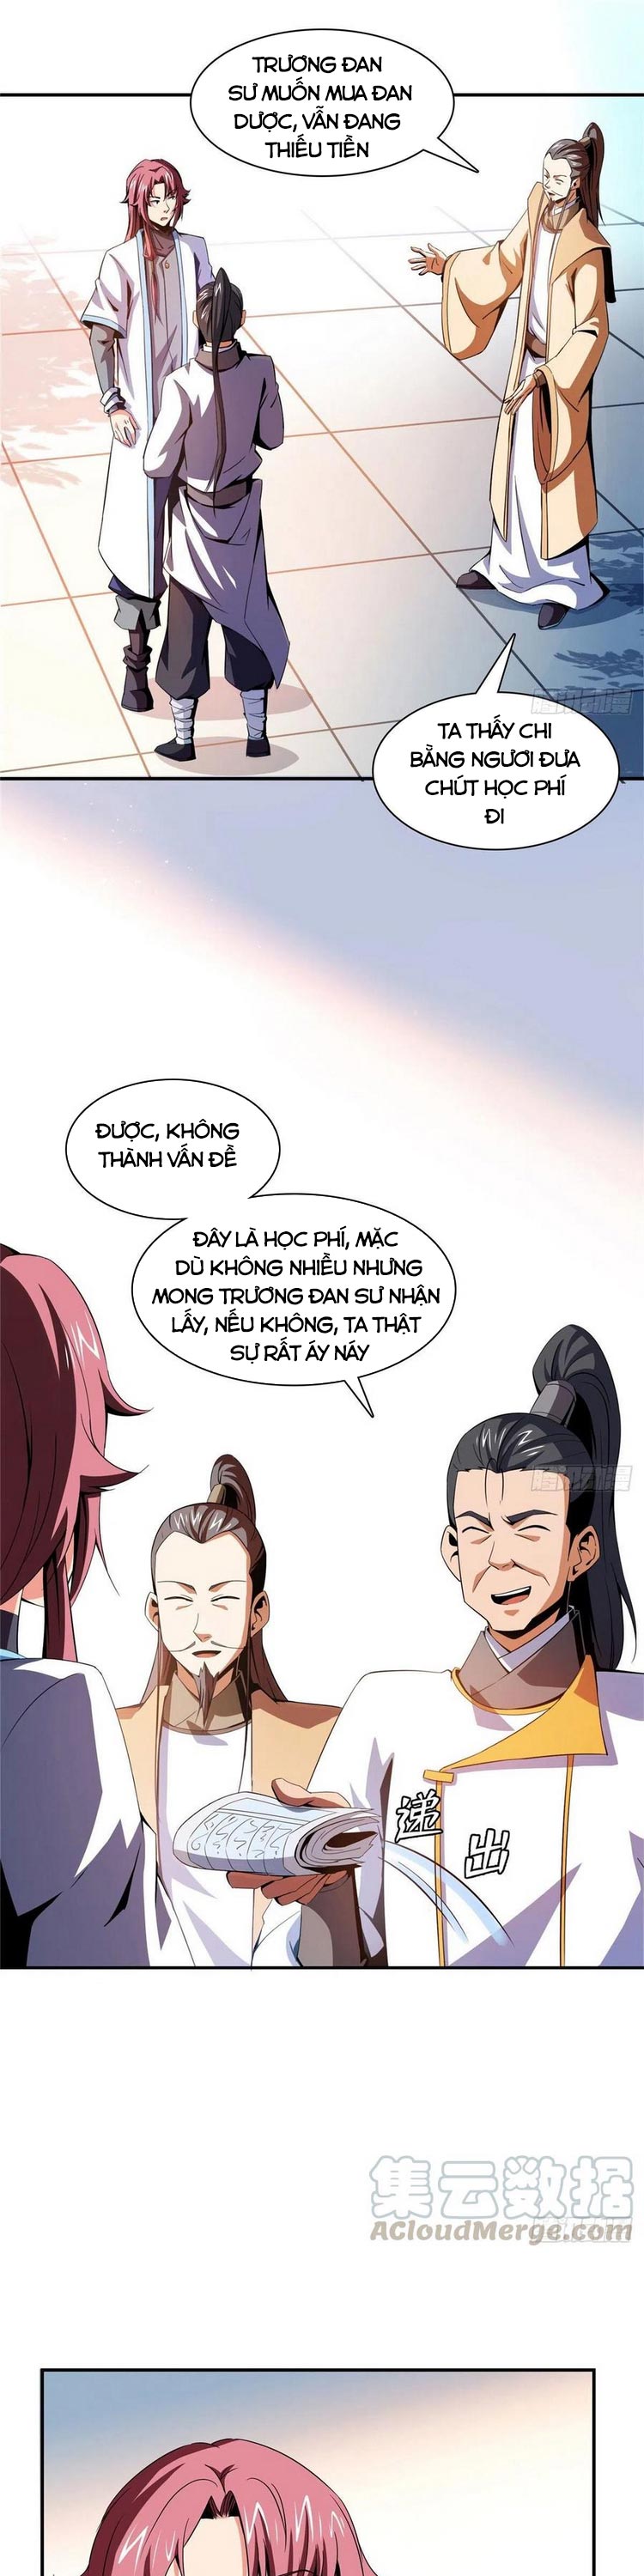 TRƯƠNG ĐAN
SƯ MUỐN MUA ĐAN
DƯỢC, VẪN ĐANG
THIẾU TIỀN
TA THẤY CHI
BẰNG NGƯƠI ĐƯA
CHÚT HỌC PHÍ
ĐI
ĐƯỢC, KHÔNG
THÀNH VẤN ĐỀ
ĐÂY LÀ HỌC PHÍ, MẶC
DÙ KHÔNG NHIỀU NHƯNG
MONG TRƯƠNG ĐAN SƯ NHẬN
LẤY, NẾU KHÔNG, TA THẬT
SỰ RẤT ÁY NÁY
递出
集云数据
ACloudMerge.com